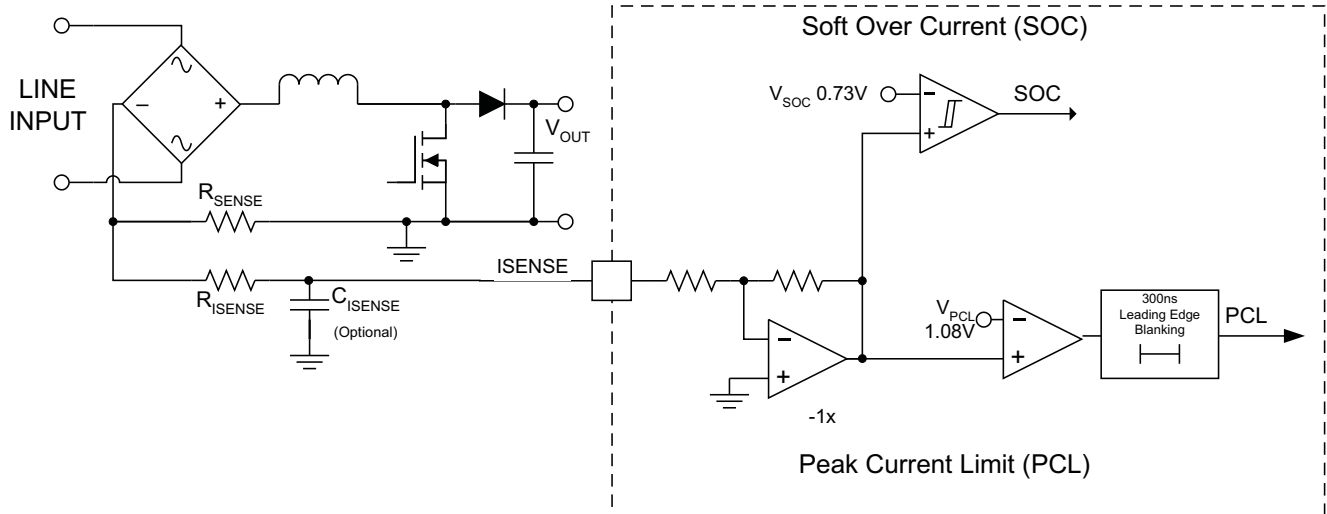 Soft Over Current (SOC)
LINE
INPUT
−
+
V_OUT
V_SOC 0.73V
−
+
SOC
R_SENSE
ISENSE
R_ISENSE
C_ISENSE
(Optional)
V_PCL
1.08V
−
+
300ns
Leading Edge
Blanking
PCL
−
+
-1x
Peak Current Limit (PCL)